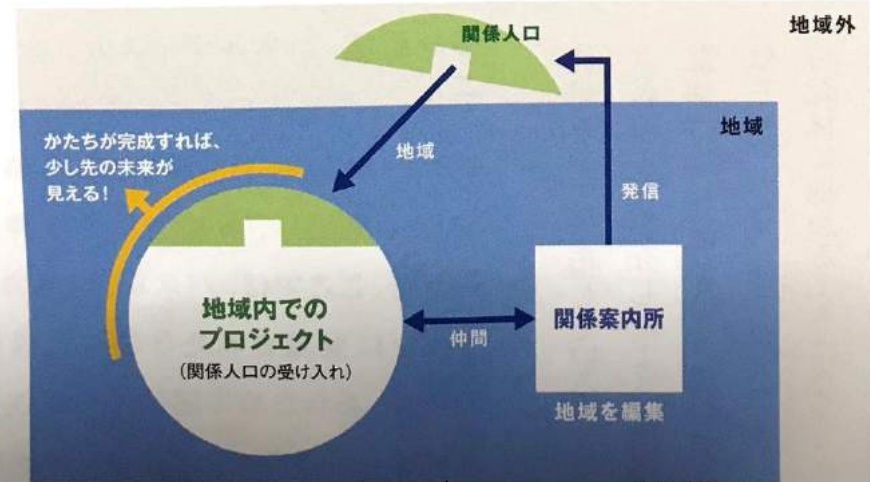 地域外
関係人口
地域
かたちが完成すれば、
少し先の未来が
見える!
地域
発信
地域内での
プロジェクト
(関係人口の受け入れ)
仲間
関係案内所
地域を編集